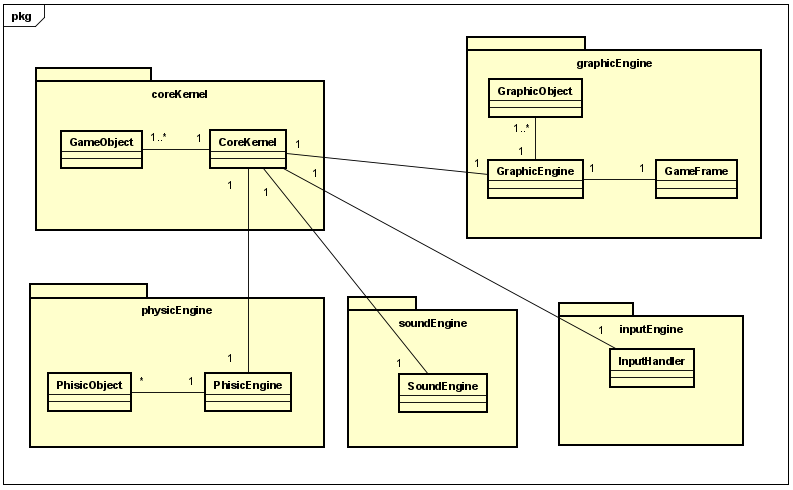 pkg
coreKernel
GameObject
1..*
1
CoreKernel
1
1
1
1
graphicEngine
GraphicObject
1..*
1
1
GraphicEngine
1
1
GameFrame
physicEngine
1
PhisicObject
*
1
PhisicEngine
soundEngine
1
SoundEngine
inputEngine
1
InputHandler